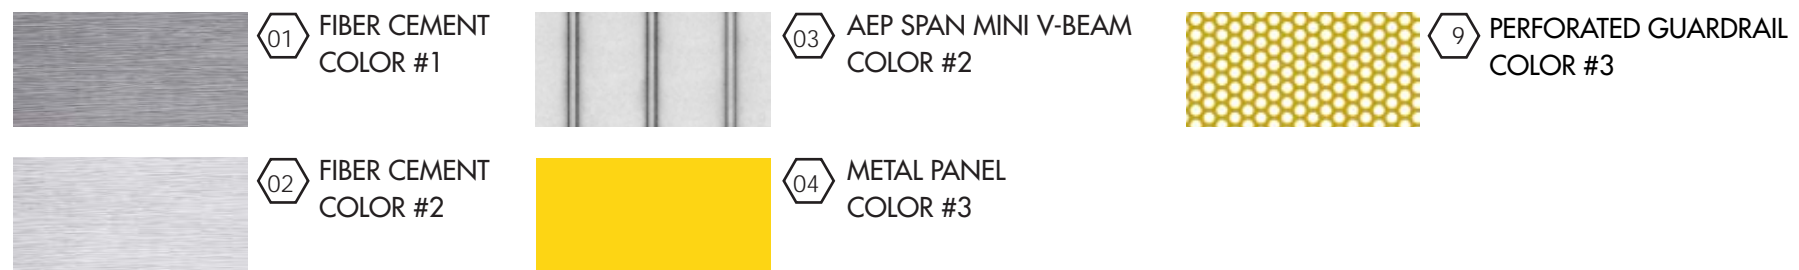 01 FIBER CEMENT
COLOR #1
03 AEP SPAN MINI V-BEAM
COLOR #2
9 PERFORATED GUARDRAIL
COLOR #3
02 FIBER CEMENT
COLOR #2
04 METAL PANEL
COLOR #3